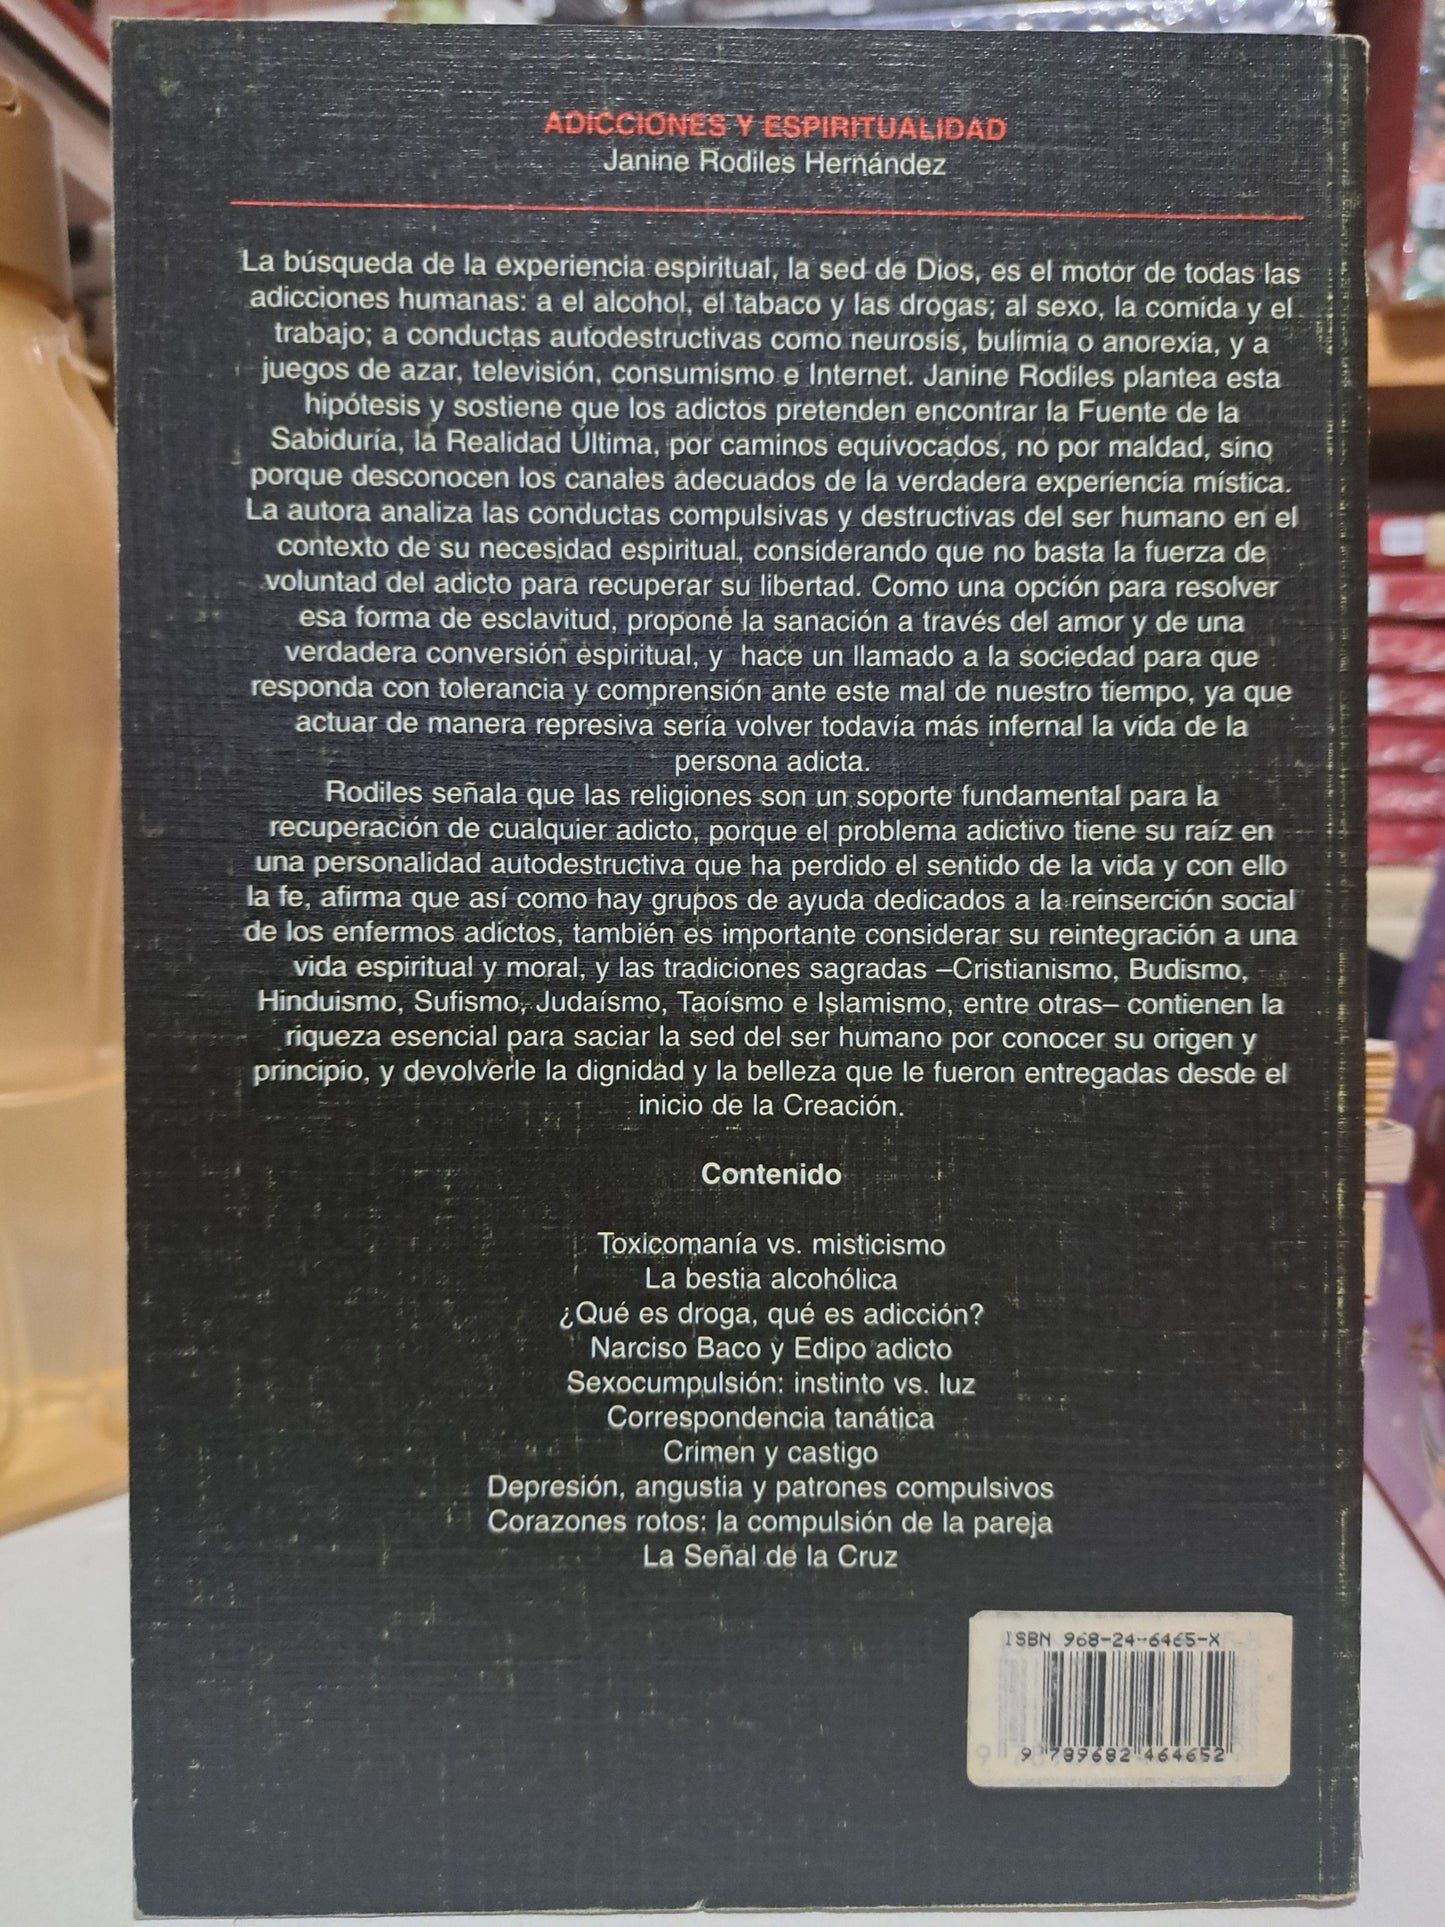 ADICCIONES Y ESPIRITUALIDAD
Janine Rodiles Hernández
La búsqueda de la experiencia espiritual, la sed de Dios, es el motor de todas las
adicciones humanas: a el alcohol, el tabaco y las drogas; al sexo, la comida y el
trabajo; a conductas autodestructivas como neurosis, bulimia o anorexia, y a
juegos de azar, televisión, consumismo e Internet. Janine Rodiles plantea esta
hipótesis y sostiene que los adictos pretenden encontrar la Fuente de la
Sabiduría, la Realidad Última, por caminos equivocados, no por maldad, sino
porque desconocen los canales adecuados de la verdadera experiencia mística.
La autora analiza las conductas compulsivas y destructivas del ser humano en el
contexto de su necesidad espiritual, considerando que no basta la fuerza de
voluntad del adicto para recuperar su libertad. Como una opción para resolver
esa forma de esclavitud, propone la sanación a través del amor y de una
verdadera conversión espiritual, y hace un llamado a la sociedad para que
responda con tolerancia y comprensión ante este mal de nuestro tiempo, ya que
actuar de manera represiva sería volver todavía más infernal la vida de la
persona adicta.
Rodiles señala que las religiones son un soporte fundamental para la
recuperación de cualquier adicto, porque el problema adictivo tiene su raíz en
una personalidad autodestructiva que ha perdido el sentido de la vida y con ello
la fe, afirma que así como hay grupos de ayuda dedicados a la reinserción social
de los enfermos adictos, también es importante considerar su reintegración a una
vida espiritual y moral, y las tradiciones sagradas –Cristianismo, Budismo,
Hinduismo, Sufismo, Judaísmo, Taoísmo e Islamismo, entre otras– contienen la
riqueza esencial para saciar la sed del ser humano por conocer su origen y
principio, y devolverle la dignidad y la belleza que le fueron entregadas desde el
inicio de la Creación.
Contenido
Toxicomanía vs. misticismo
La bestia alcohólica
¿Qué es droga, qué es adicción?
Narciso Baco y Edipo adicto
Sexocumpulsión: instinto vs. luz
Correspondencia tanática
Crimen y castigo
Depresión, angustia y patrones compulsivos
Corazones rotos: la compulsión de la pareja
La Señal de la Cruz
ISBN 968-24-6465-X
9 789682 464652